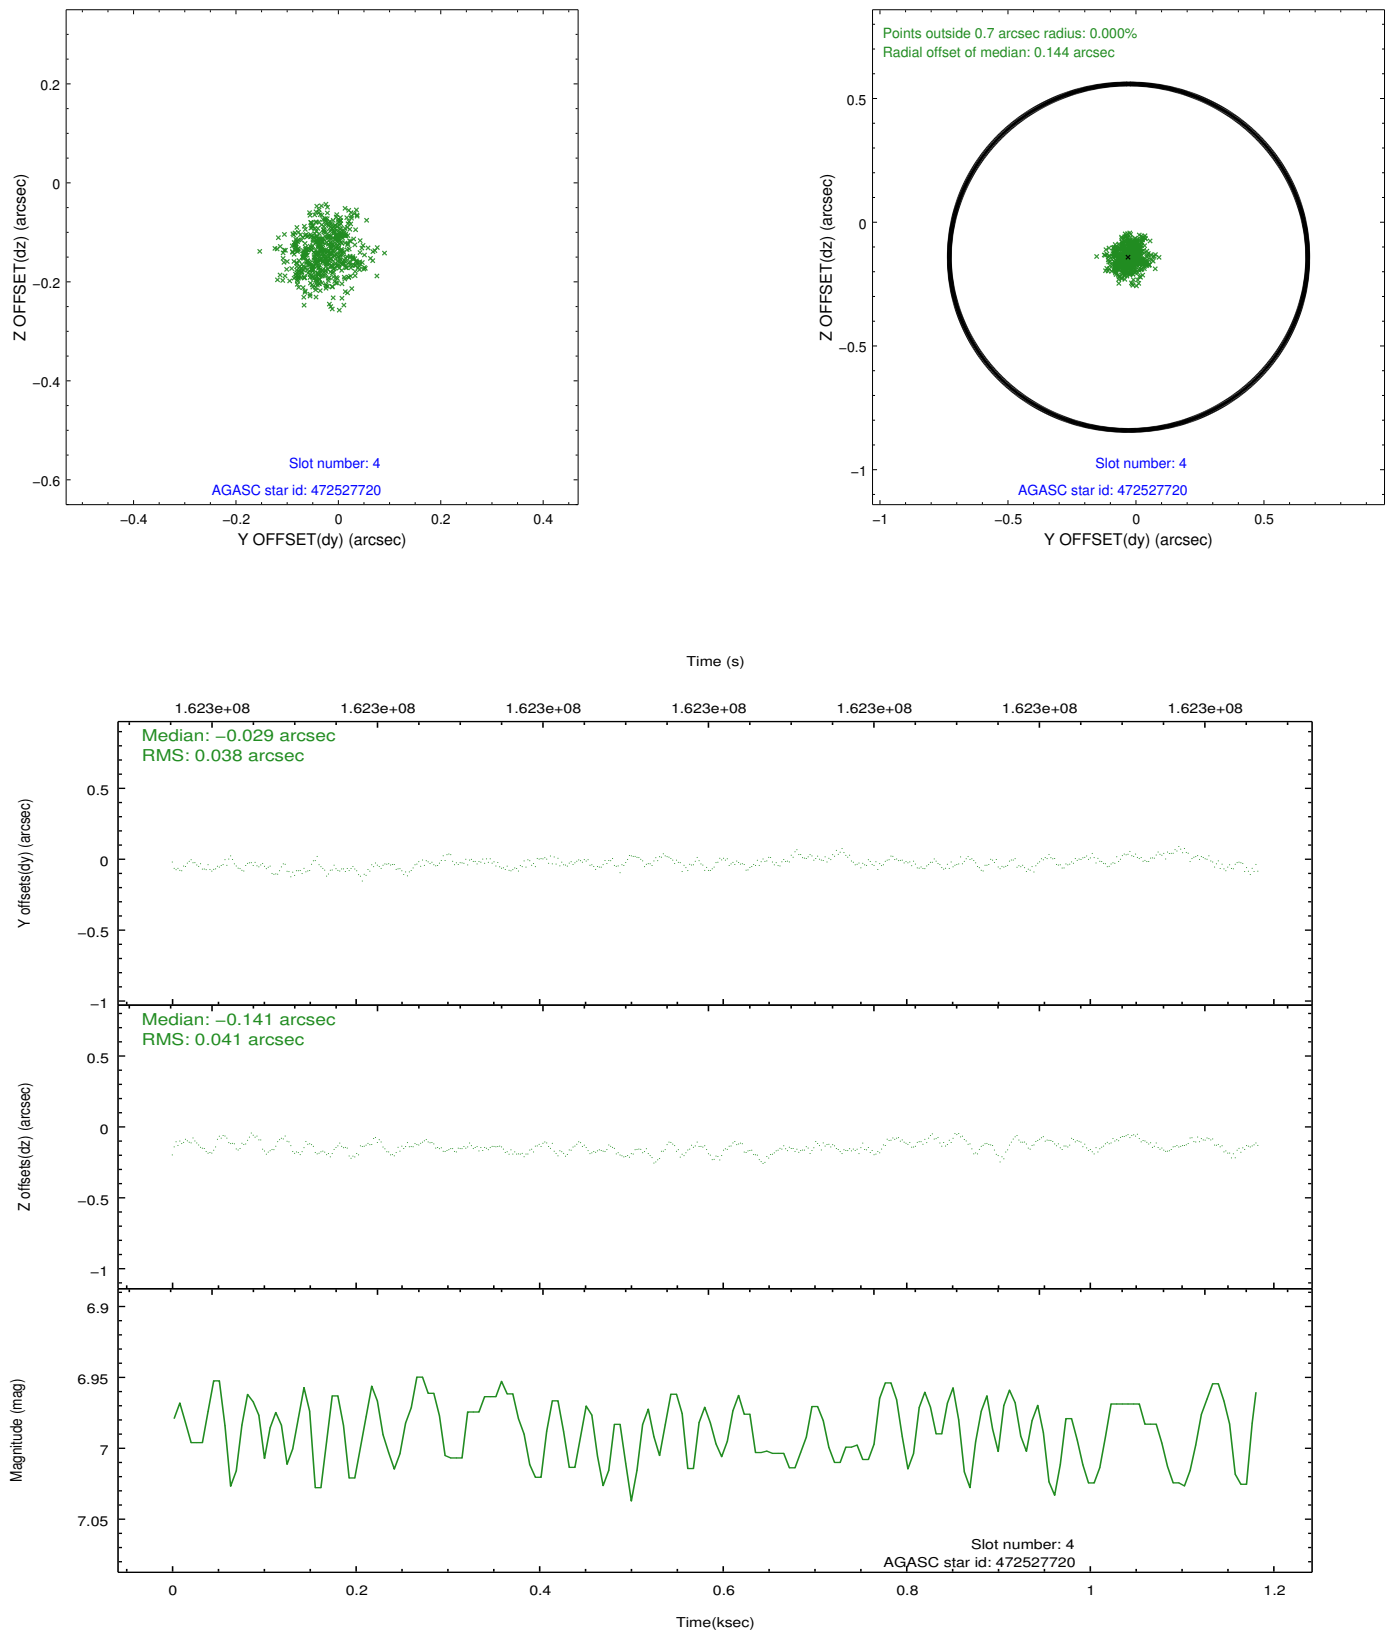 0.2
0
−0.2
−0.4
−0.6
Z OFFSET(dz) (arcsec)
Slot number: 4
AGASC star id: 472527720
−0.4 −0.2 0 0.2 0.4
Y OFFSET(dy) (arcsec)
Points outside 0.7 arcsec radius: 0.000%
Radial offset of median: 0.144 arcsec
0.5
0
−0.5
−1
Z OFFSET(dz) (arcsec)
Slot number: 4
AGASC star id: 472527720
−1 −0.5 0 0.5
Y OFFSET(dy) (arcsec)
Time (s)
1.623e+08 1.623e+08 1.623e+08 1.623e+08 1.623e+08 1.623e+08 1.623e+08
Median: −0.029 arcsec
RMS: 0.038 arcsec
0.5
0
−0.5
−1
Y offsets(dy) (arcsec)
Median: −0.141 arcsec
RMS: 0.041 arcsec
0.5
0
−0.5
−1
Z offsets(dz) (arcsec)
6.9
6.95
7
7.05
Magnitude (mag)
Slot number: 4
AGASC star id: 472527720
0 0.2 0.4 0.6 0.8 1 1.2
Time(ksec)